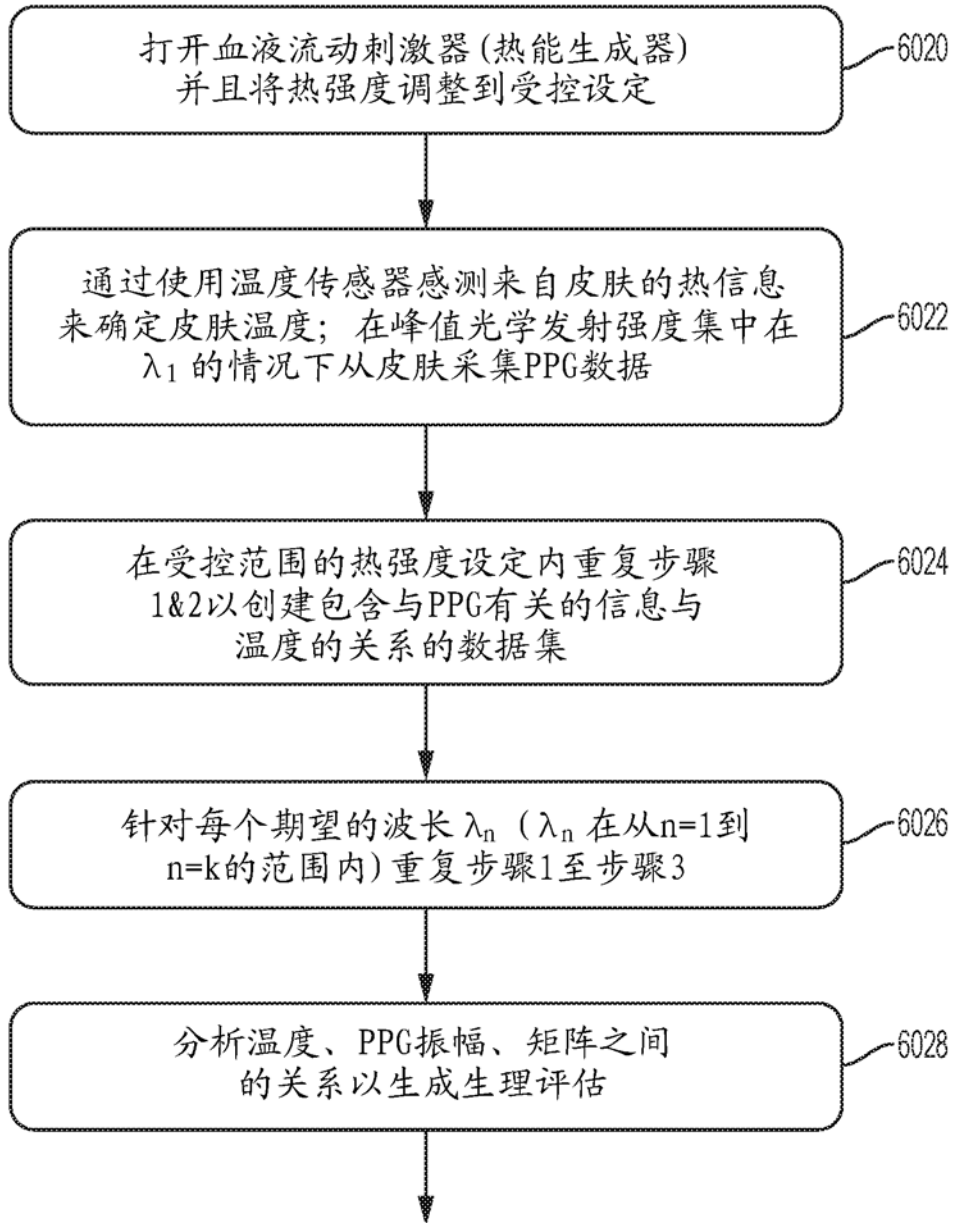 打开血液流动刺激器(热能生成器)
并且将热强度调整到受控设定
6020
通过使用温度传感器感测来自皮肤的热信息
来确定皮肤温度；在峰值光学发射强度集中在
λ₁的情况下从皮肤采集PPG数据
6022
在受控范围的热强度设定内重复步骤
1&2以创建包含与PPG有关的信息与
温度的关系的数据集
6024
针对每个期望的波长λₙ（λₙ在从n=1到
n=k的范围内)重复步骤1至步骤3
6026
分析温度、PPG振幅、矩阵之间
的关系以生成生理评估
6028